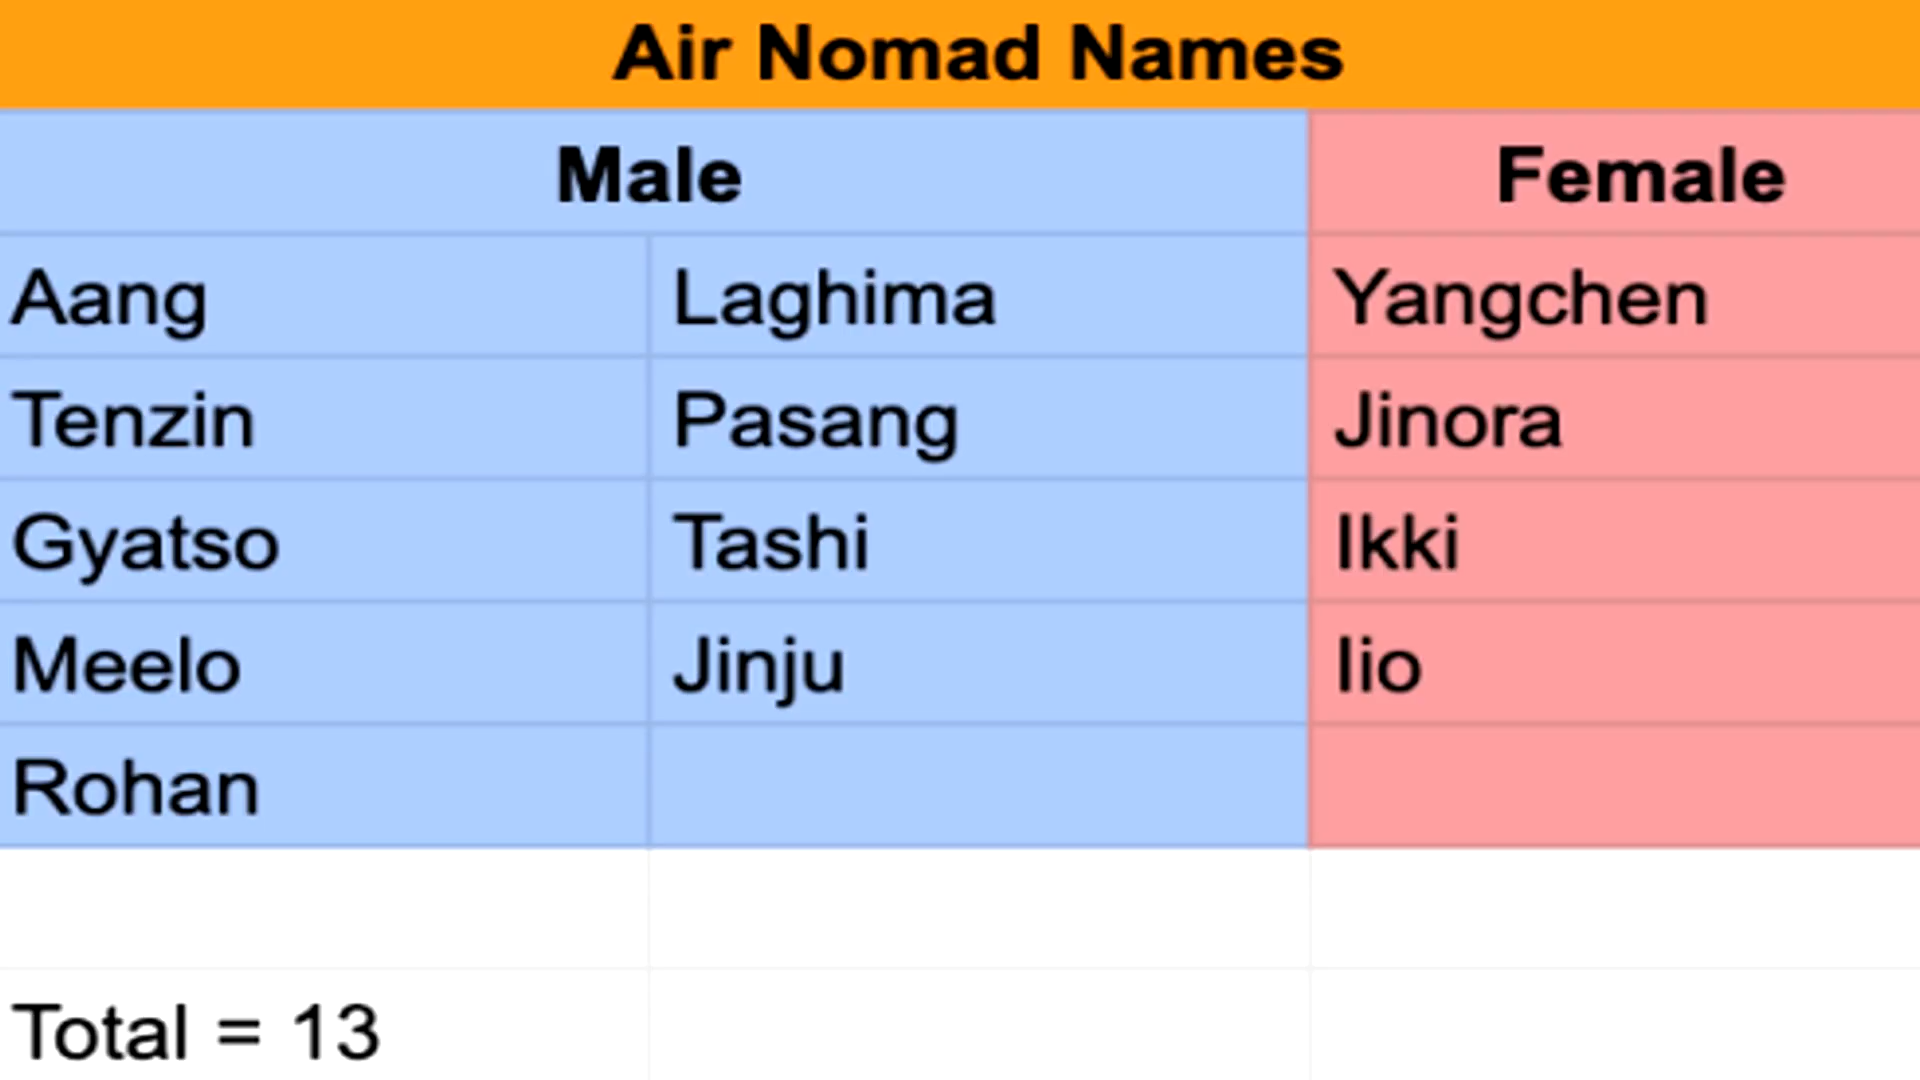 Air Nomad Names
Male Female
Aang Laghima Yangchen
Tenzin Pasang Jinora
Gyatso Tashi Ikki
Meelo Jinju Iio
Rohan
Total = 13